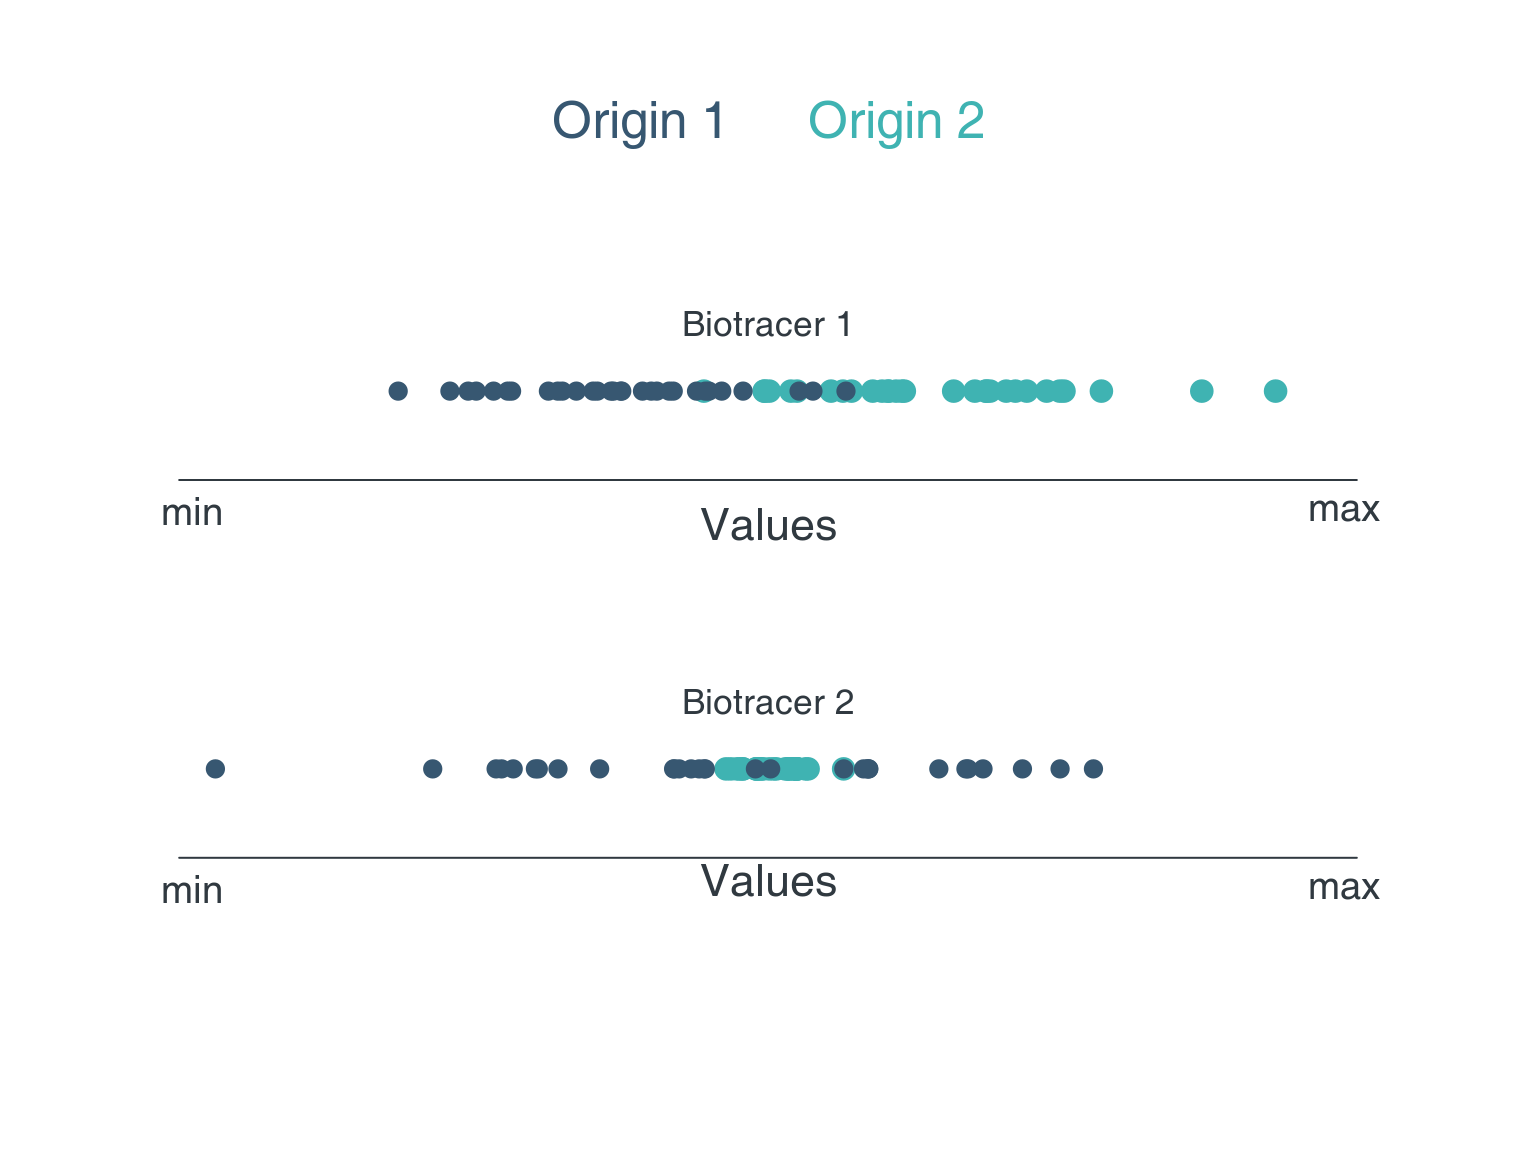 Origin 1 Origin 2
Biotracer 1
min Values max
Biotracer 2
min Values max